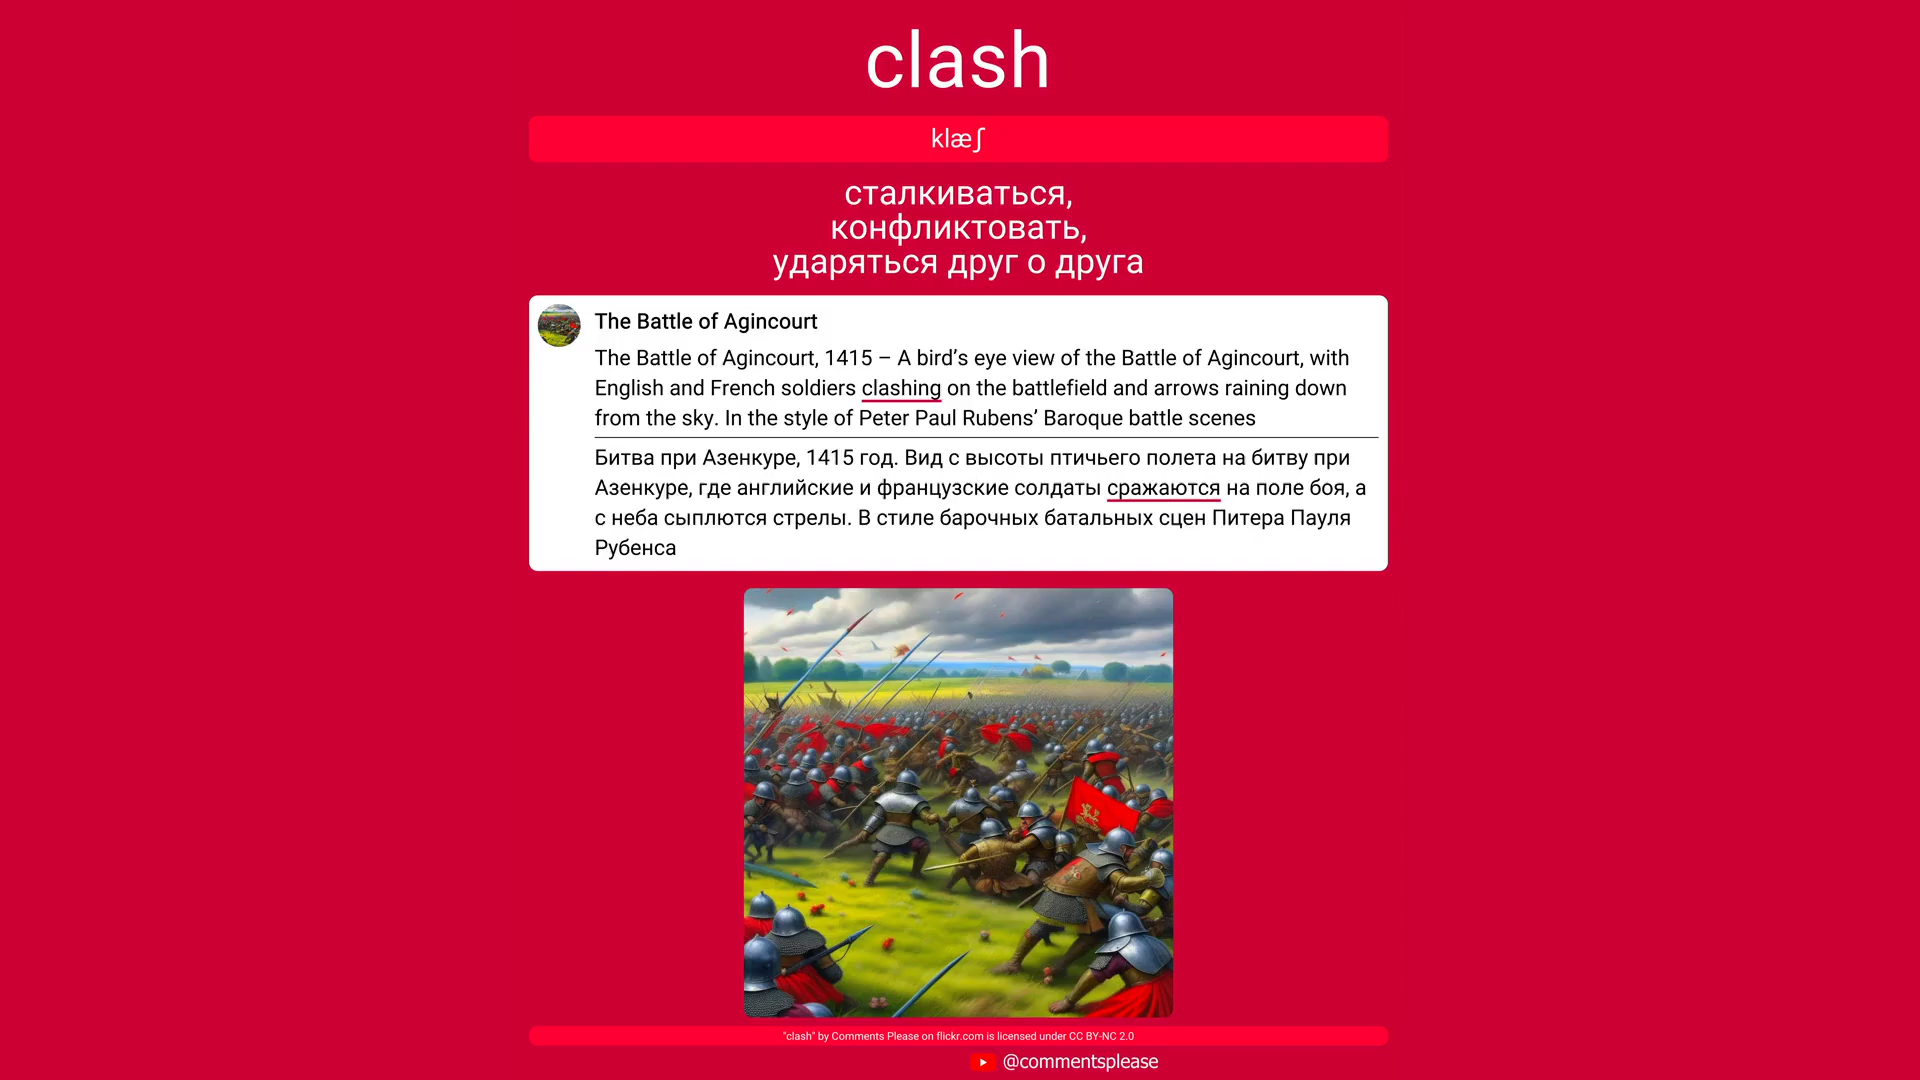 clash
klæʃ
сталкиваться,
конфликтовать,
ударяться друг о друга
The Battle of Agincourt
The Battle of Agincourt, 1415 – A bird’s eye view of the Battle of Agincourt, with
English and French soldiers clashing on the battlefield and arrows raining down
from the sky. In the style of Peter Paul Rubens’ Baroque battle scenes
Битва при Азенкуре, 1415 год. Вид с высоты птичьего полета на битву при
Азенкуре, где английские и французские солдаты сражаются на поле боя, а
с неба сыплются стрелы. В стиле барочных батальных сцен Питера Пауля
Рубенса
"clash" by Comments Please on flickr.com is licensed under CC BY-NC 2.0
@commentsplease